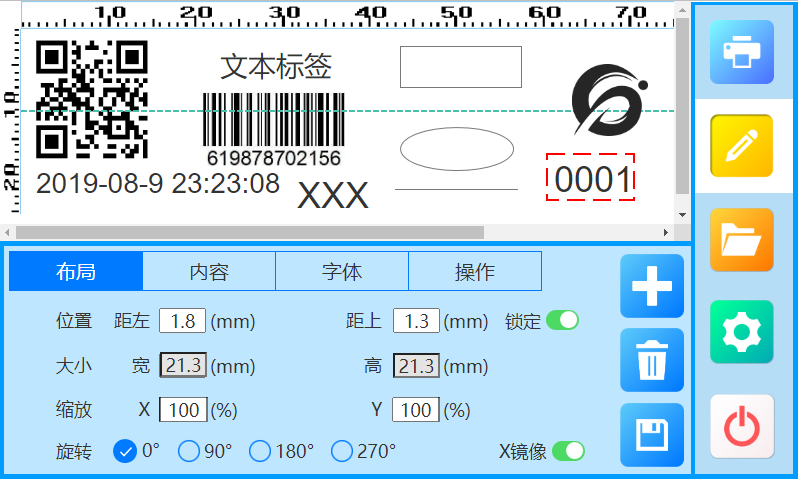 1.0 2.0 3.0 4.0 5.0 6.0 7.0
1.0
2.0
文本标签
619878702156
2019-08-9 23:23:08
XXX
0001
布局 内容 字体 操作
位置 距左 1.8 (mm) 距上 1.3 (mm) 锁定
大小 宽 21.3 (mm) 高 21.3 (mm)
缩放 X 100 (%) Y 100 (%)
旋转 0° 90° 180° 270° X镜像